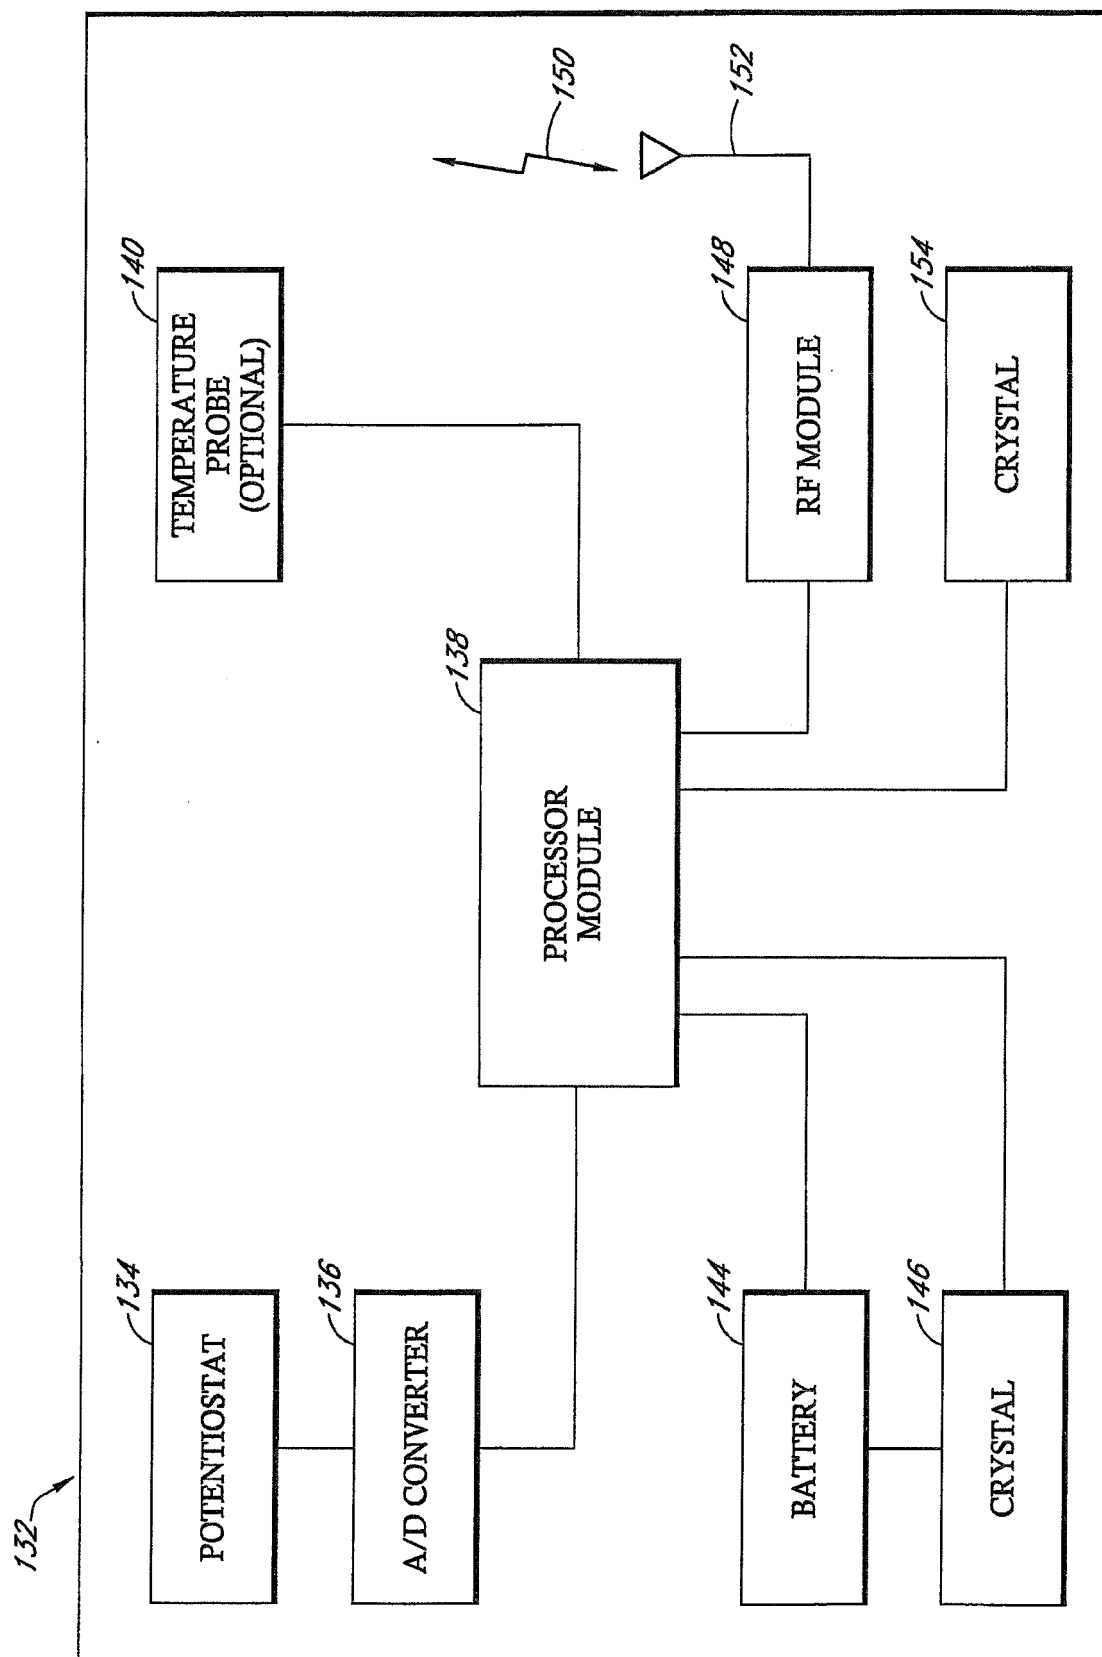 132
134
POTENTIOSTAT
136
A/D CONVERTER
138
PROCESSOR
MODULE
140
TEMPERATURE
PROBE
(OPTIONAL)
144
BATTERY
146
CRYSTAL
148
RF MODULE
150
152
154
CRYSTAL